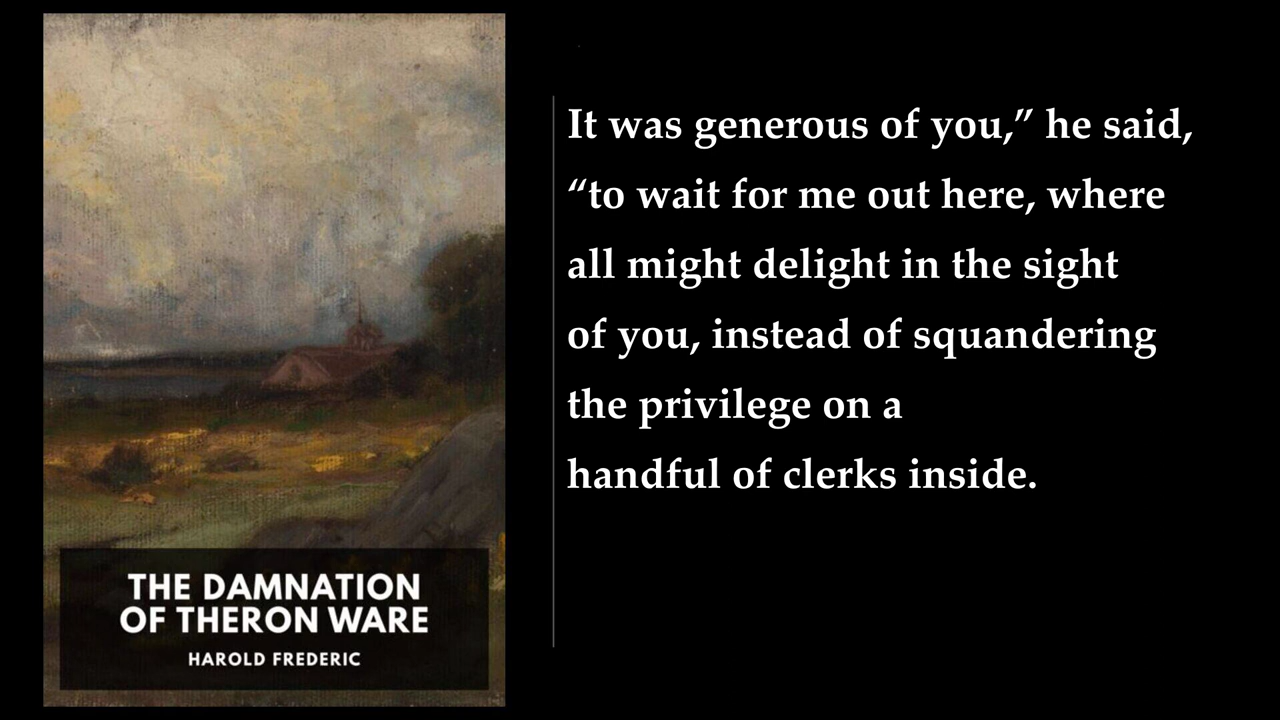 It was generous of you,” he said,
“to wait for me out here, where
all might delight in the sight
of you, instead of squandering
the privilege on a
handful of clerks inside.
THE DAMNATION
OF THERON WARE
HAROLD FREDERIC